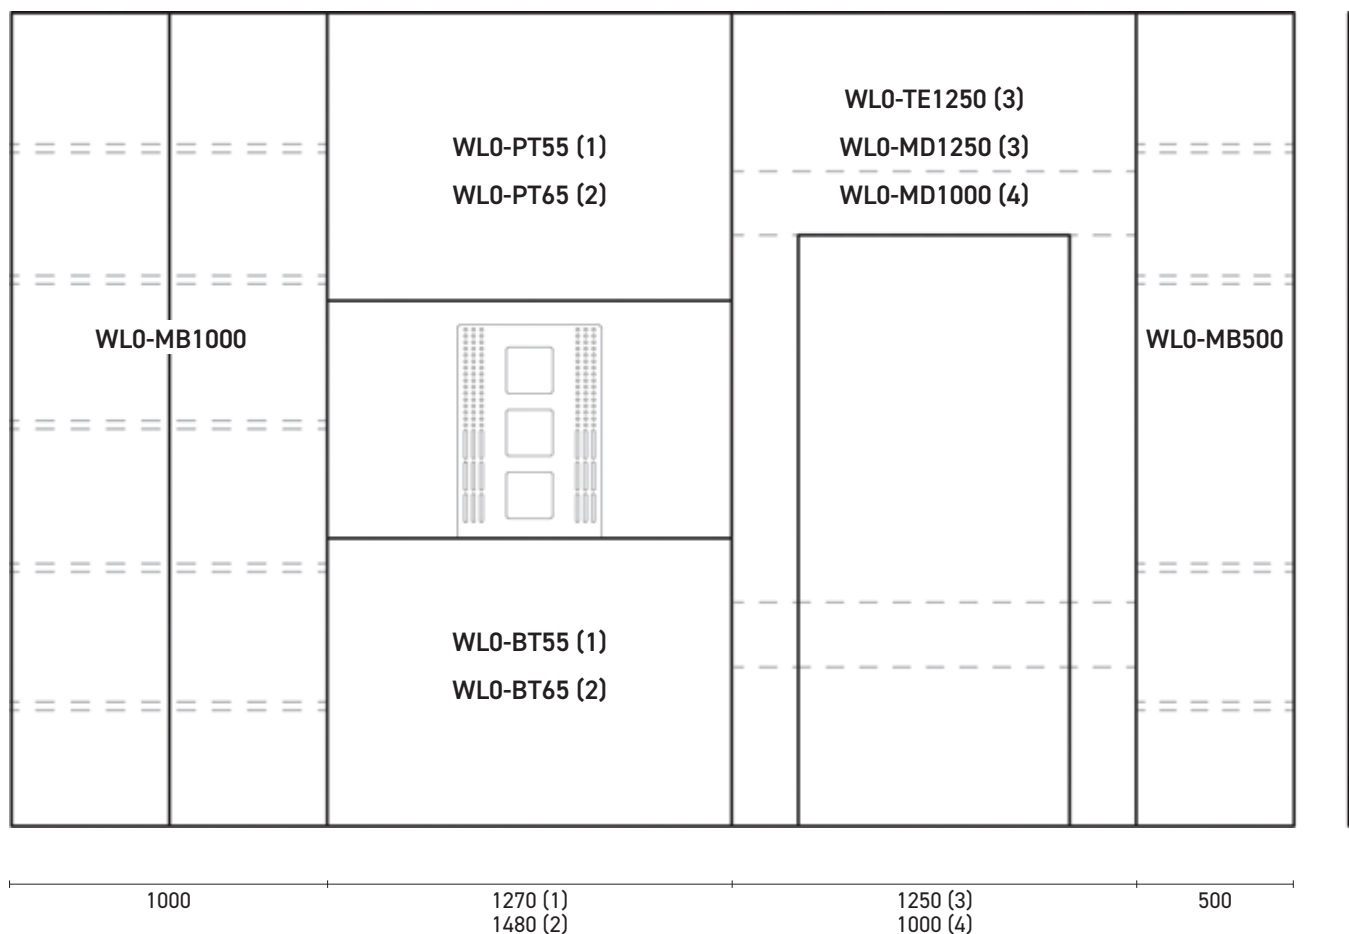 WL0-TE1250 (3)
WL0-PT55 (1)
WL0-MD1250 (3)
WL0-PT65 (2)
WL0-MD1000 (4)
WL0-MB1000
WL0-MB500
WL0-BT55 (1)
WL0-BT65 (2)
1000
1270 (1)
1250 (3)
500
1480 (2)
1000 (4)